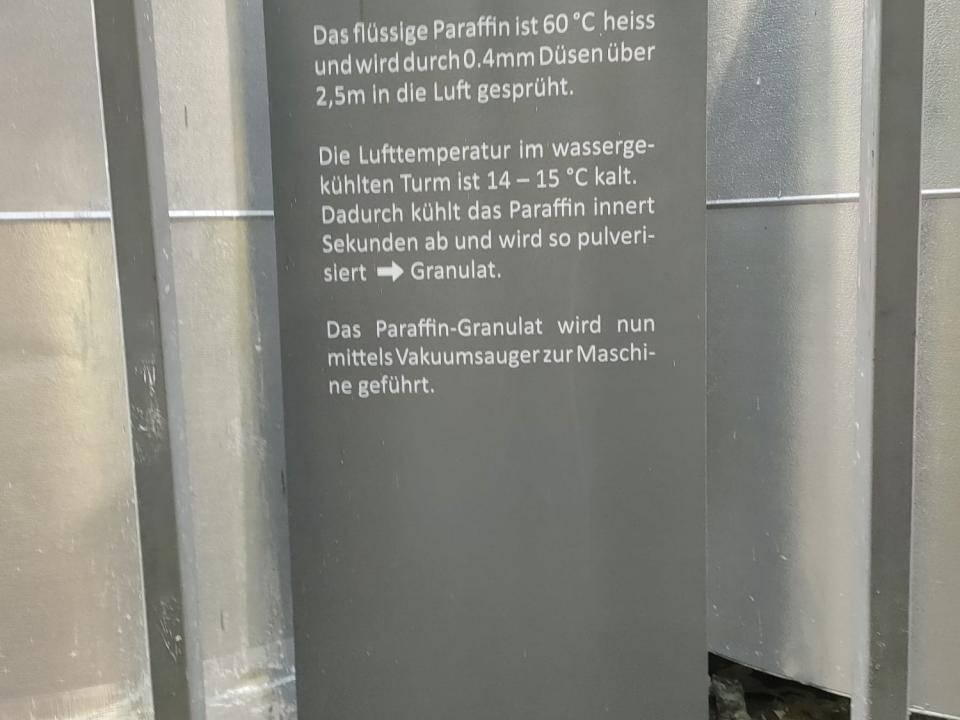 Das flüssige Paraffin ist 60 °C heiss
und wird durch 0.4mm Düsen über
2,5m in die Luft gesprüht.
Die Lufttemperatur im wasserge-
kühlten Turm ist 14 – 15 °C kalt.
Dadurch kühlt das Paraffin innert
Sekunden ab und wird so pulveri-
siert ➡ Granulat.
Das Paraffin-Granulat wird nun
mittels Vakuumsauger zur Maschi-
ne geführt.